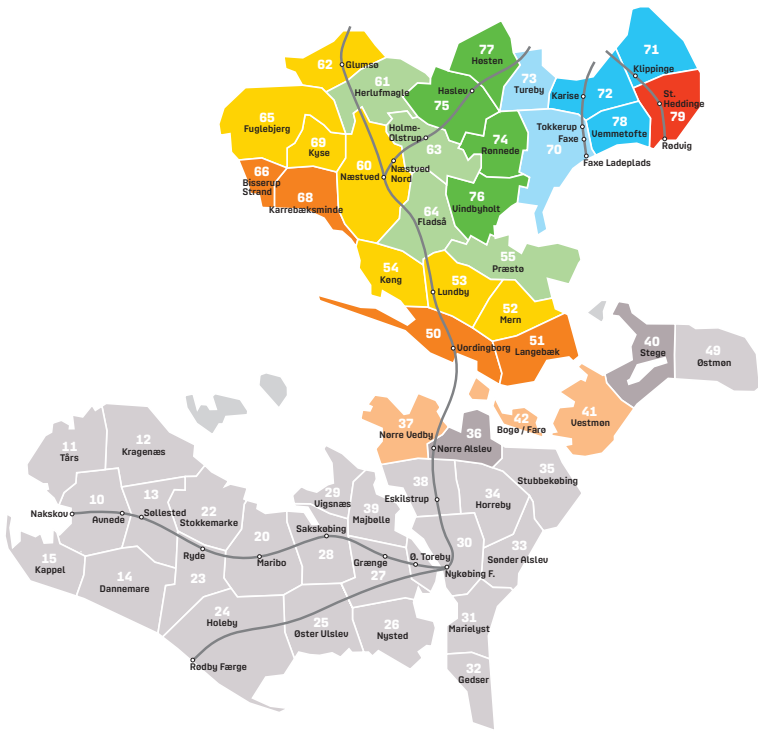 77
Høsten
71
Klippinge
62
Glumsø
61
Herlufmagle
73
Tureby
Haslev
75
Karise
72
St.
Heddinge
79
65
Fuglebjerg
Holme-
Olstrup
63
69
Kyse
74
Rønnede
Tokkerup
Faxe
70
78
Vemmetofte
Rødvig
60
Næstved
Næstved
Nord
Faxe Ladeplads
66
Bisserup
Strand
68
Karrebæksminde
76
Vindbyholt
64
Fladså
55
Præstø
54
Køng
53
Lundby
52
Mern
50
Vordingborg
51
Langebæk
40
Stege
49
Østmøn
37
Nørre Vedby
42
Bogø / Farø
41
Vestmøn
36
Nørre Alslev
11
Tårs
12
Kragenæs
35
Stubbekøbing
10
Nakskov
Avnede
13
Søllested
22
Stokkemarke
29
Vigsnæs
39
Majbølle
38
Eskilstrup
34
Horreby
20
Sakskøbing
30
33
Sønder Alslev
15
Kappel
14
Dannemare
Ryde
23
Maribo
28
Grænge
27
Ø. Toreby
Nykøbing F.
24
Holeby
25
Øster Ulslev
26
Nysted
31
Marielyst
Rødby Færge
32
Gedser